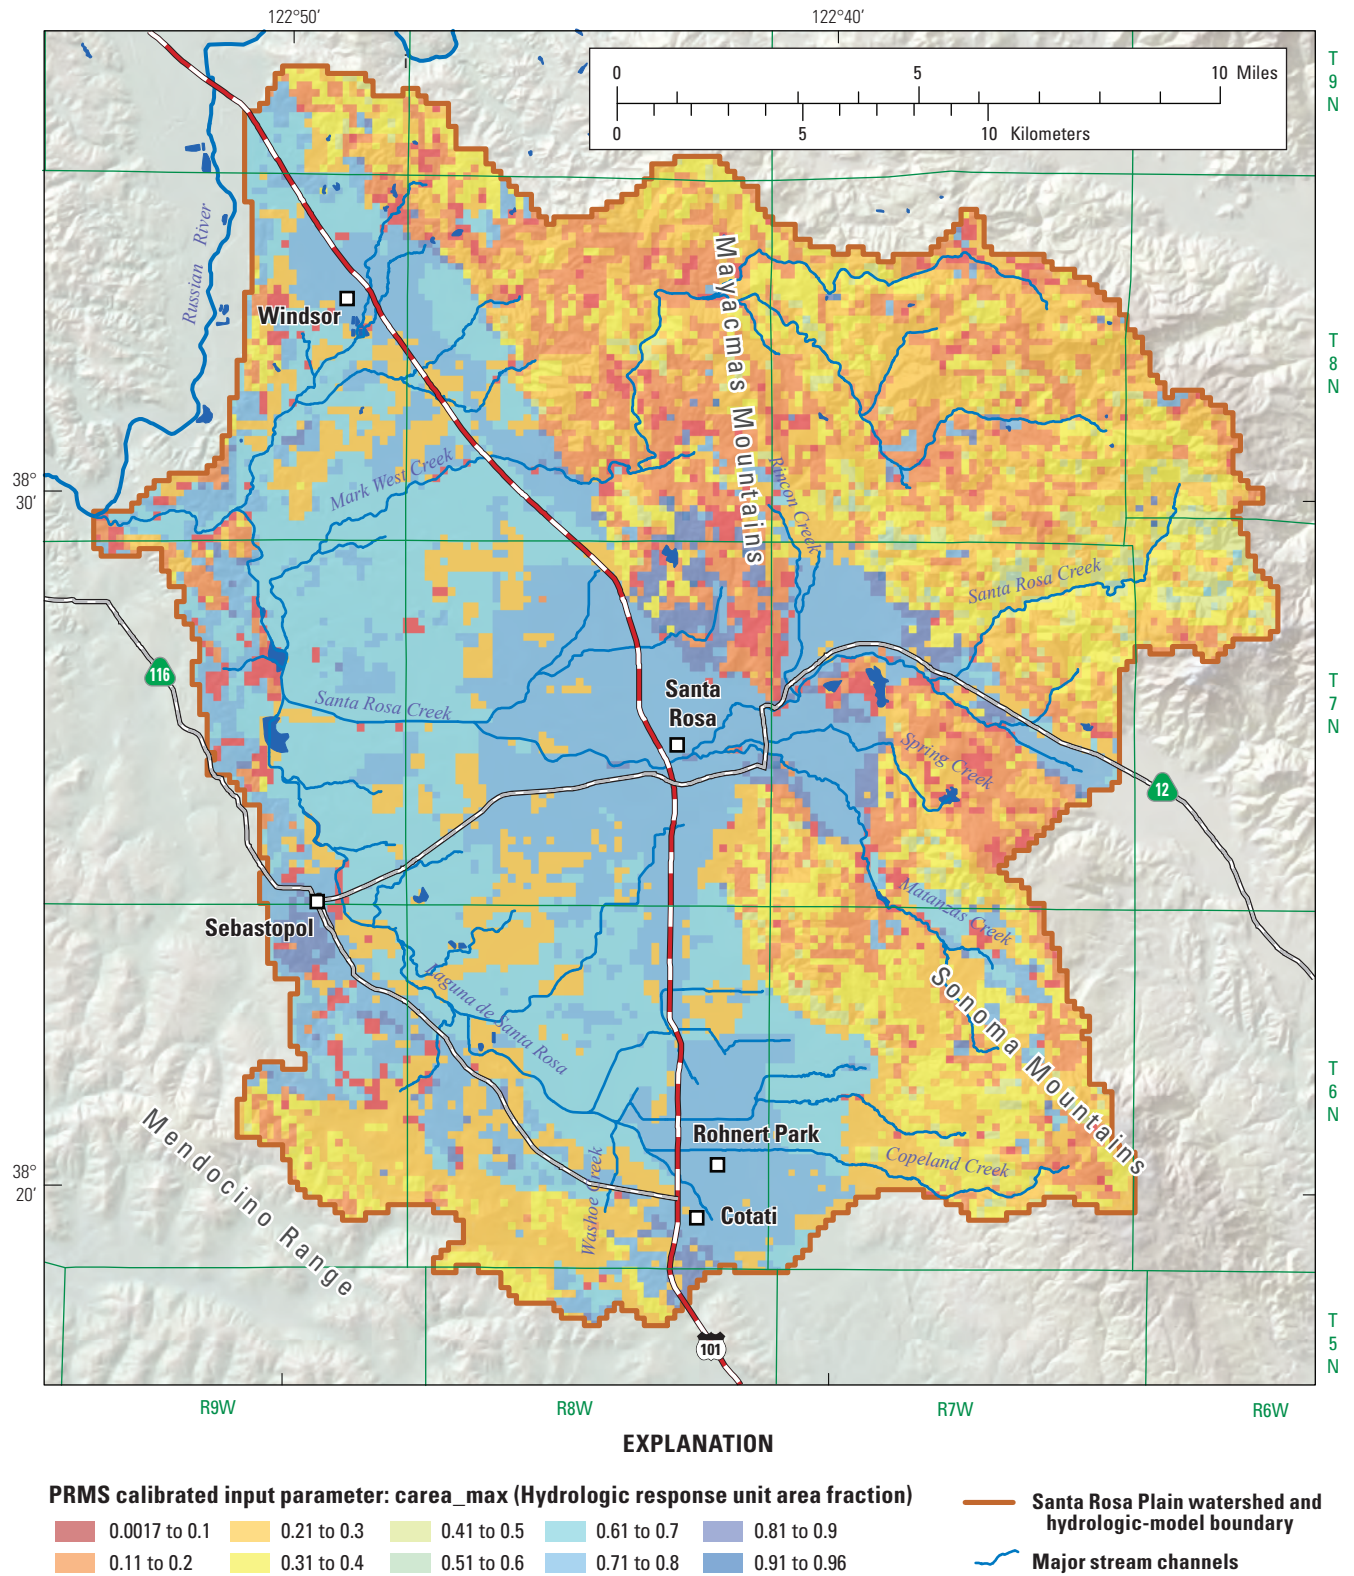 122°50'
122°40'
0 5 10 Miles
0 5 10 Kilometers
i
T
9
N
Russian River
Windsor
Mayacmas Mountains
T
8
N
38°
30'
Mark West Creek
Rincon Creek
Santa Rosa Creek
116
Santa Rosa Creek
Santa
Rosa
T
7
N
Spring Creek
12
Matanzas Creek
Sebastopol
Laguna de Santa Rosa
Sonoma Mountains
T
6
N
Mendocino Range
Rohnert Park
Copeland Creek
38°
20'
Washoe Creek
Cotati
T
5
N
101
R9W R8W R7W R6W
EXPLANATION
PRMS calibrated input parameter: carea_max (Hydrologic response unit area fraction)
0.0017 to 0.1
0.11 to 0.2
0.21 to 0.3
0.31 to 0.4
0.41 to 0.5
0.51 to 0.6
0.61 to 0.7
0.71 to 0.8
0.81 to 0.9
0.91 to 0.96
Santa Rosa Plain watershed and
hydrologic-model boundary
Major stream channels